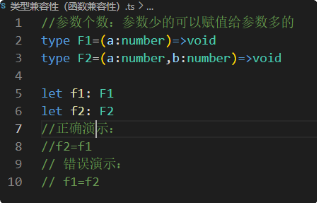 类型兼容性（函数兼容性）.ts > ...
1 //参数个数：参数少的可以赋值给参数多的
2 type F1=(a:number)=>void
3 type F2=(a:number,b:number)=>void
4
5 let f1: F1
6 let f2: F2
7 //正确演示：
8 //f2=f1
9 // 错误演示：
10 // f1=f2